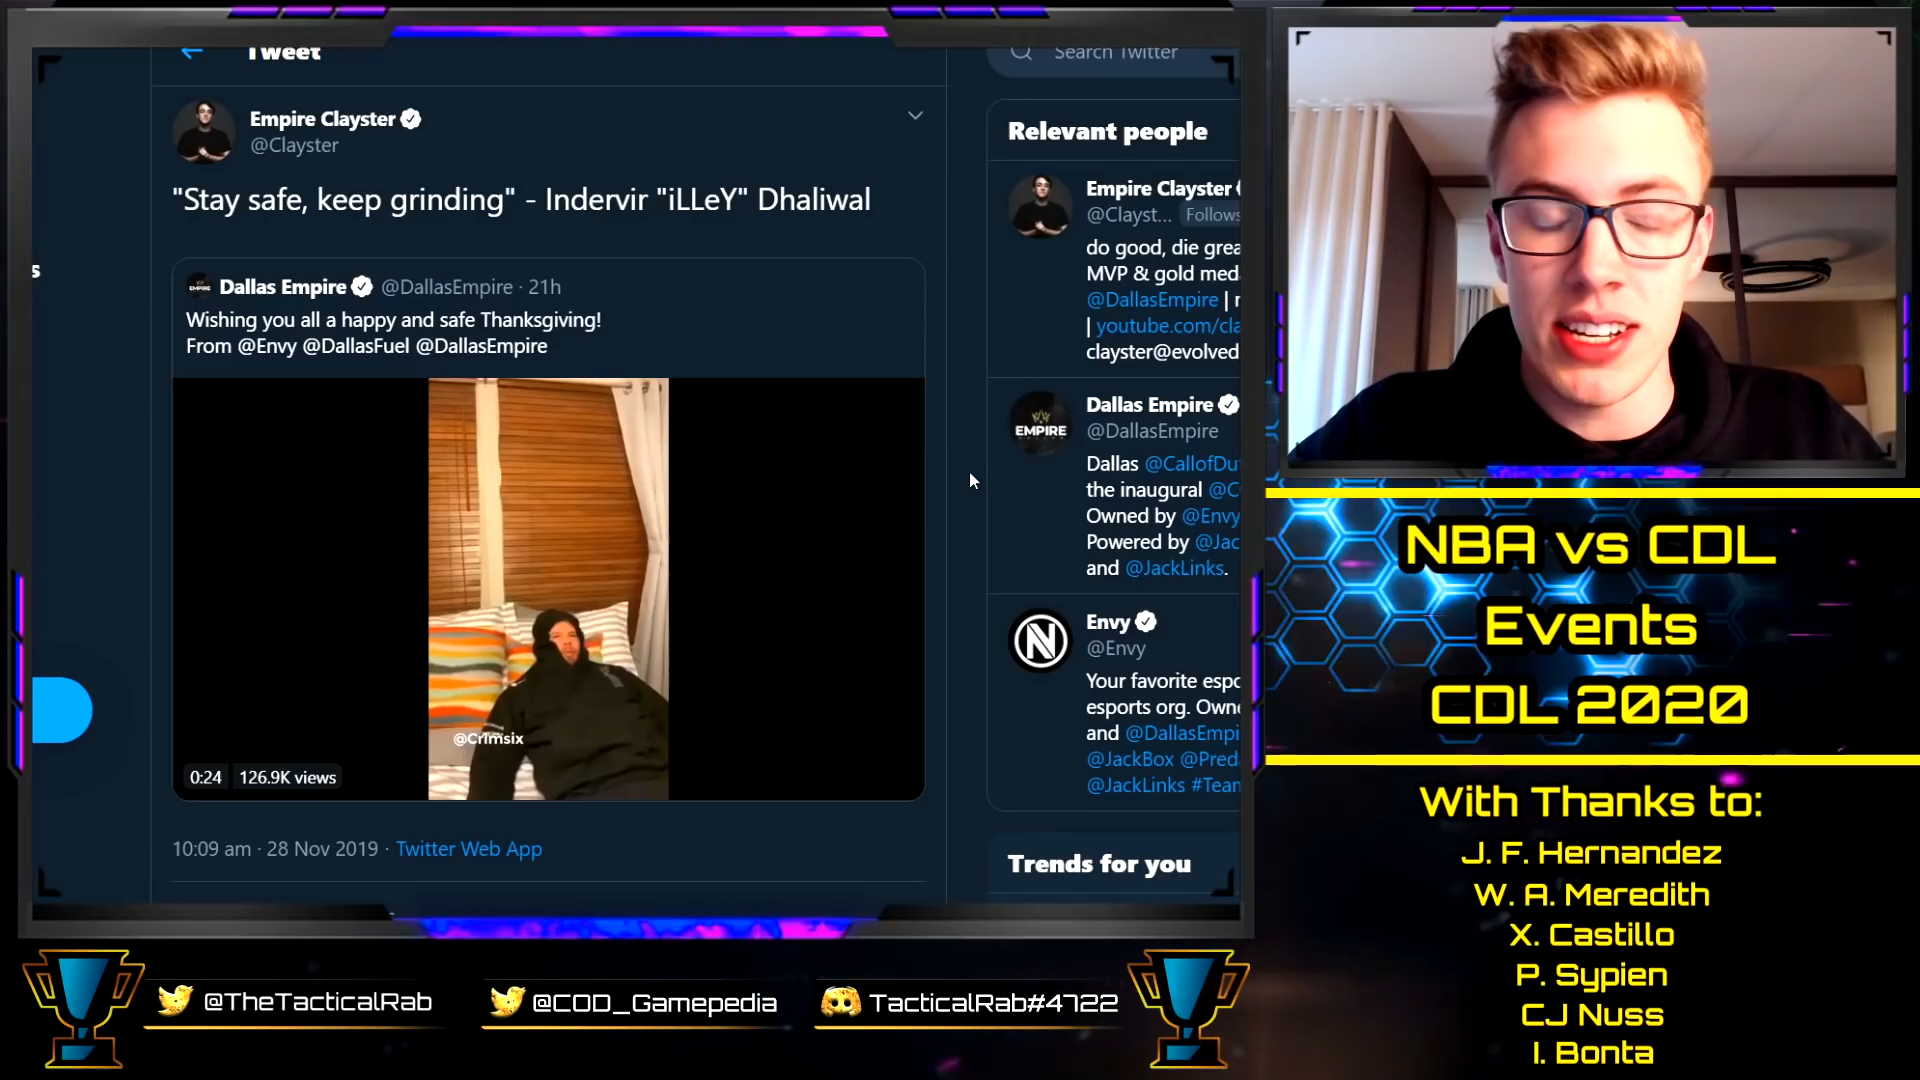 Tweet
Search Twitter
Empire Clayster
@Clayster
"Stay safe, keep grinding" - Indervir "iLLeY" Dhaliwal
s
Dallas Empire @DallasEmpire · 21h
Wishing you all a happy and safe Thanksgiving!
From @Envy @DallasFuel @DallasEmpire
EMPIRE
@Crimsix
0:24 126.9K views
10:09 am · 28 Nov 2019 · Twitter Web App
Relevant people
Empire Clayster
@Clayst... Follows
do good, die grea
MVP & gold med
@DallasEmpire |
| youtube.com/cla
clayster@evolved
EMPIRE
Dallas Empire
@DallasEmpire
Dallas @CallofDu
the inaugural @C
Owned by @Envy
Powered by @Jac
and @JackLinks.
Envy
@Envy
Your favorite espo
esports org. Owne
and @DallasEmpi
@JackBox @Pred
@JackLinks #Tean
Trends for you
NBA vs CDL
Events
CDL 2020
With Thanks to:
J. F. Hernandez
W. A. Meredith
X. Castillo
P. Sypien
CJ Nuss
I. Bonta
@TheTacticalRab
@COD_Gamepedia
TacticalRab#4722